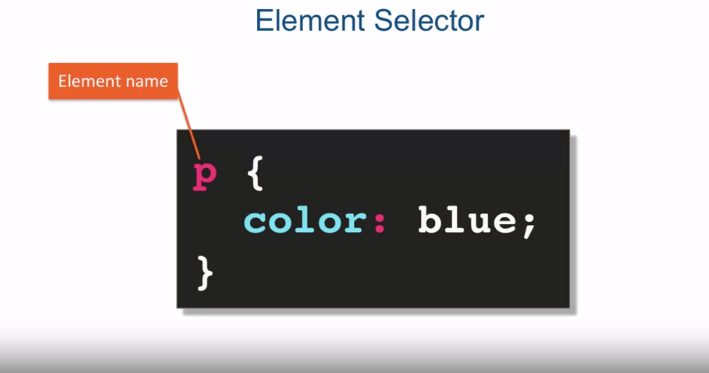 Element Selector
Element name
p {
color: blue;
}